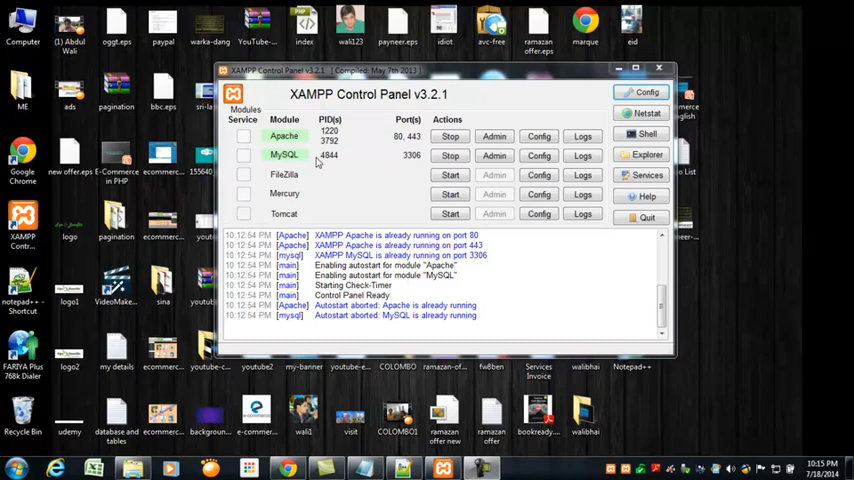 Computer
(1) Abdul Wali
oggt.eps
paypal
warka-dang
YouTube-...
index
wali123
payneer.eps
idiot
avc-free
ramazan offer.eps
marque
eid
ME
ads
pagination
bbc.eps
sri-la
XAMPP Control Panel v3.2.1 [ Compiled: May 7th 2013 ]
XAMPP Control Panel v3.2.1
Modules
Service
Module
PID(s)
Port(s)
Actions
Apache
1220
3792
80, 443
Stop
Admin
Config
Logs
MySQL
4844
3306
Stop
Admin
Config
Logs
FileZilla
Start
Admin
Config
Logs
Mercury
Start
Admin
Config
Logs
Tomcat
Start
Admin
Config
Logs
Config
Netstat
Shell
Explorer
Services
Help
Quit
10:12:54 PM [Apache] XAMPP Apache is already running on port 80
10:12:54 PM [Apache] XAMPP Apache is already running on port 443
10:12:54 PM [mysql] XAMPP MySQL is already running on port 3306
10:12:54 PM [main] Enabling autostart for module "Apache"
10:12:54 PM [main] Enabling autostart for module "MySQL"
10:12:54 PM [main] Starting Check-Timer
10:12:54 PM [main] Control Panel Ready
10:12:54 PM [Apache] Autostart aborted: Apache is already running
10:12:54 PM [mysql] Autostart aborted: MySQL is already running
Google Chrome
new offer.eps
E-Commerce in PHP
ecommerc...
155640
XAMPP Control
logo
pagination
ecommerc...
notepad++ - Shortcut
logo1
VideoMake...
sina
FARIYA Plus 768k Dialer
logo2
my details
ecommerc...
youtube-c...
youtube2
my-banner
youtube-e...
COLOMBO
ramazan-of...
fw8ben
Services Invoice
Notepad++
walibhai
Recycle Bin
udemy
database and tables
ecommerc...
backgroun...
e-commer...
wali1
visit
COLOMBO1
ramazan offer new
ramazan offer
bookready...
walibhai
10:15 PM
7/18/2014